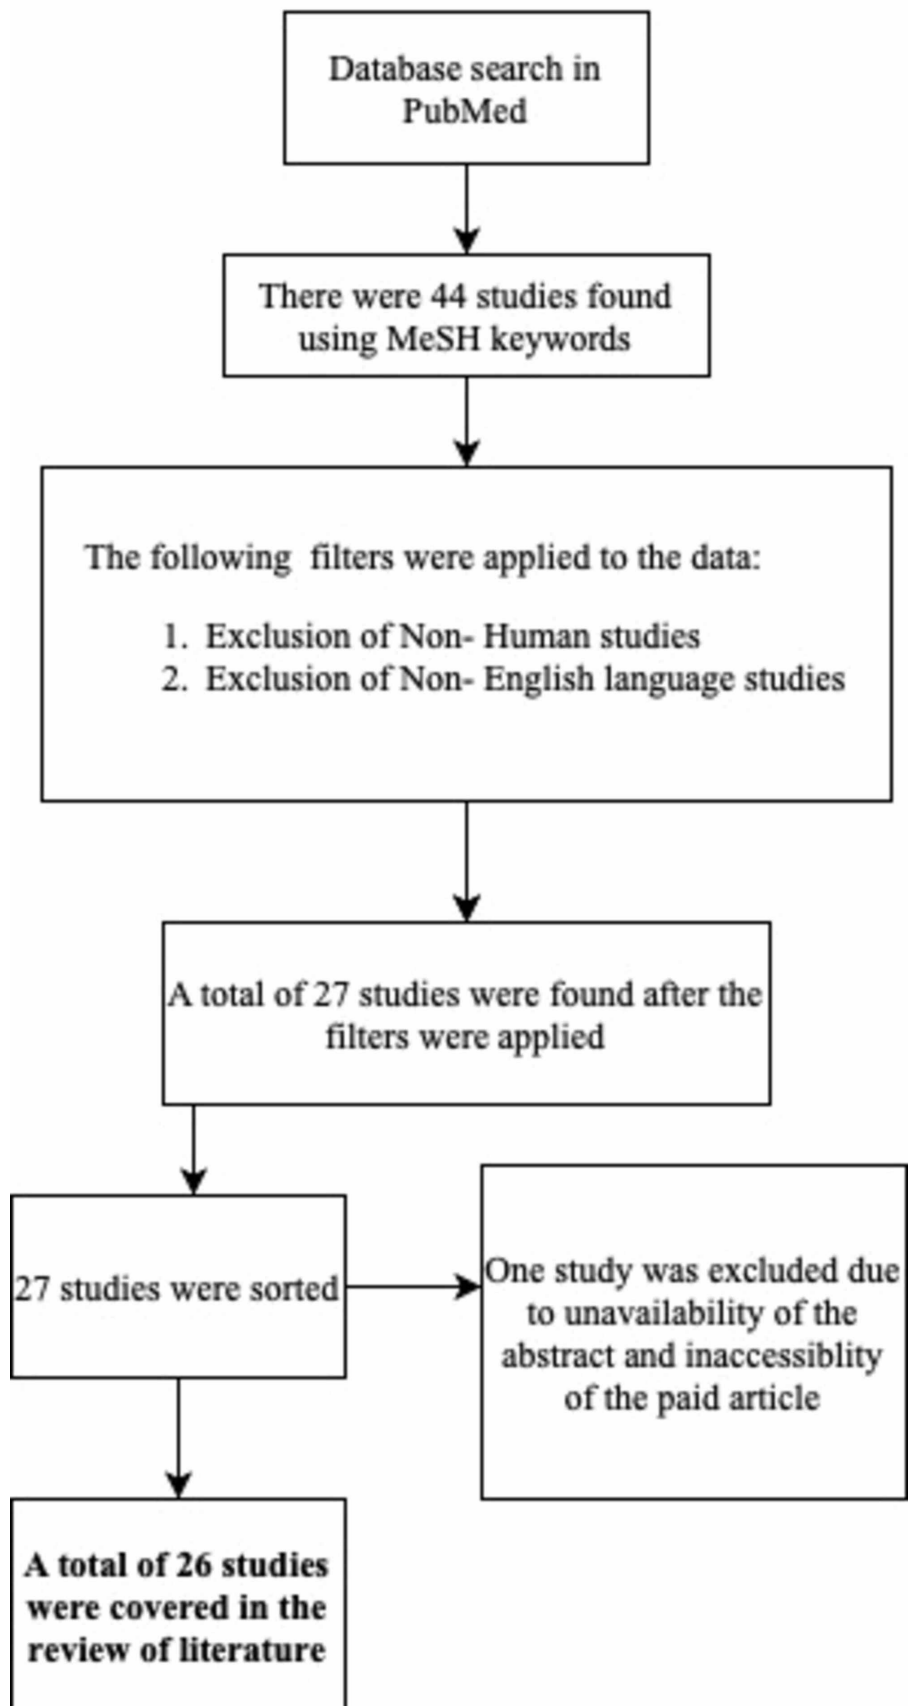 Database search in
PubMed
There were 44 studies found
using MeSH keywords
The following  filters were applied to the data:
1. Exclusion of Non- Human studies
2. Exclusion of Non- English language studies
A total of 27 studies were found after the
filters were applied
27 studies were sorted
One study was excluded due
to unavailability of the
abstract and inaccessiblity
of the paid article
A total of 26 studies
were covered in the
review of literature